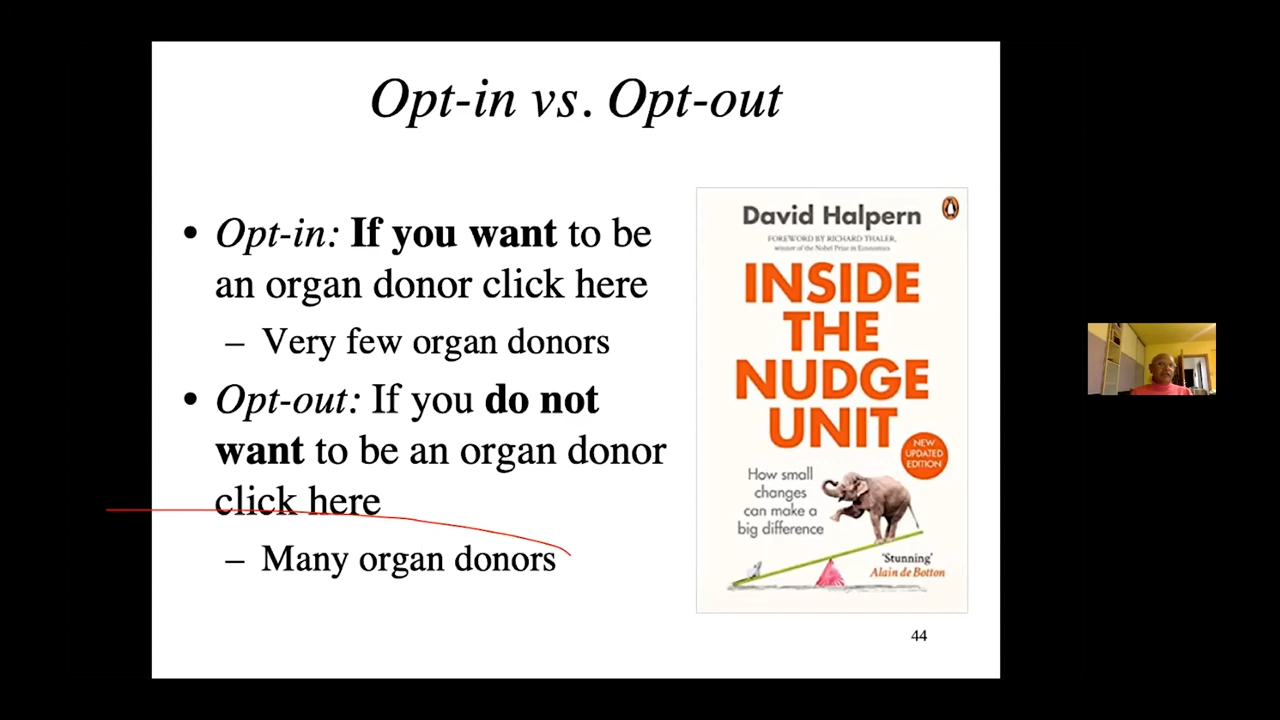 Opt-in vs. Opt-out
• Opt-in: If you want to be
an organ donor click here
– Very few organ donors
• Opt-out: If you do not
want to be an organ donor
click here
– Many organ donors
David Halpern
FOREWORD BY RICHARD THALER,
winner of the Nobel Prize in Economics
INSIDE
THE
NUDGE
UNIT
NEW
UPDATED
EDITION
How small
changes
can make a
big difference
'Stunning'
Alain de Botton
44